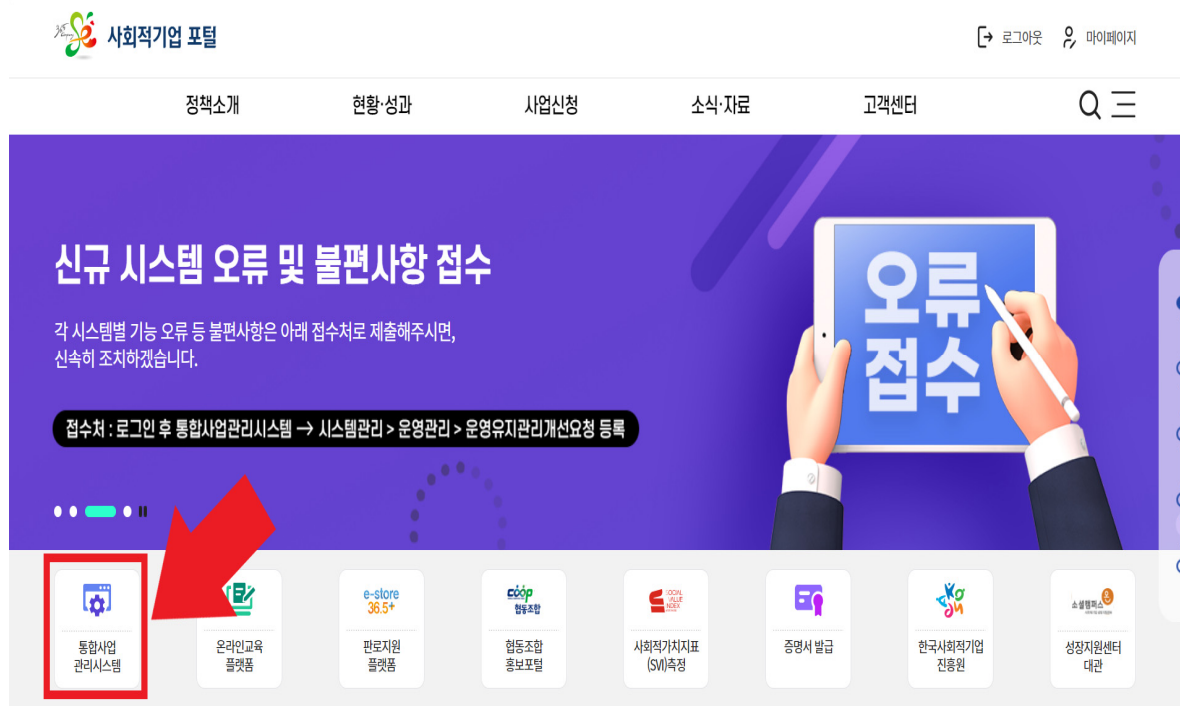 사회적기업 포털
로그아웃 마이페이지
정책소개 현황·성과 사업신청 소식·자료 고객센터
신규 시스템 오류 및 불편사항 접수
각 시스템별 기능 오류 등 불편사항은 아래 접수처로 제출해주시면,
신속히 조치하겠습니다.
접수처 : 로그인 후 통합사업관리시스템 → 시스템관리 > 운영관리 > 운영유지관리개선요청 등록
오류
접수
통합사업
관리시스템
온라인교육
플랫폼
e-store
36.5+
판로지원
플랫폼
coop
협동조합
협동조합
홍보포털
SOCIAL
VALUE
INDEX
사회적가치지표
(SVI)측정
증명서 발급
한국사회적기업
진흥원
소셜캠퍼스
성장지원센터
대관